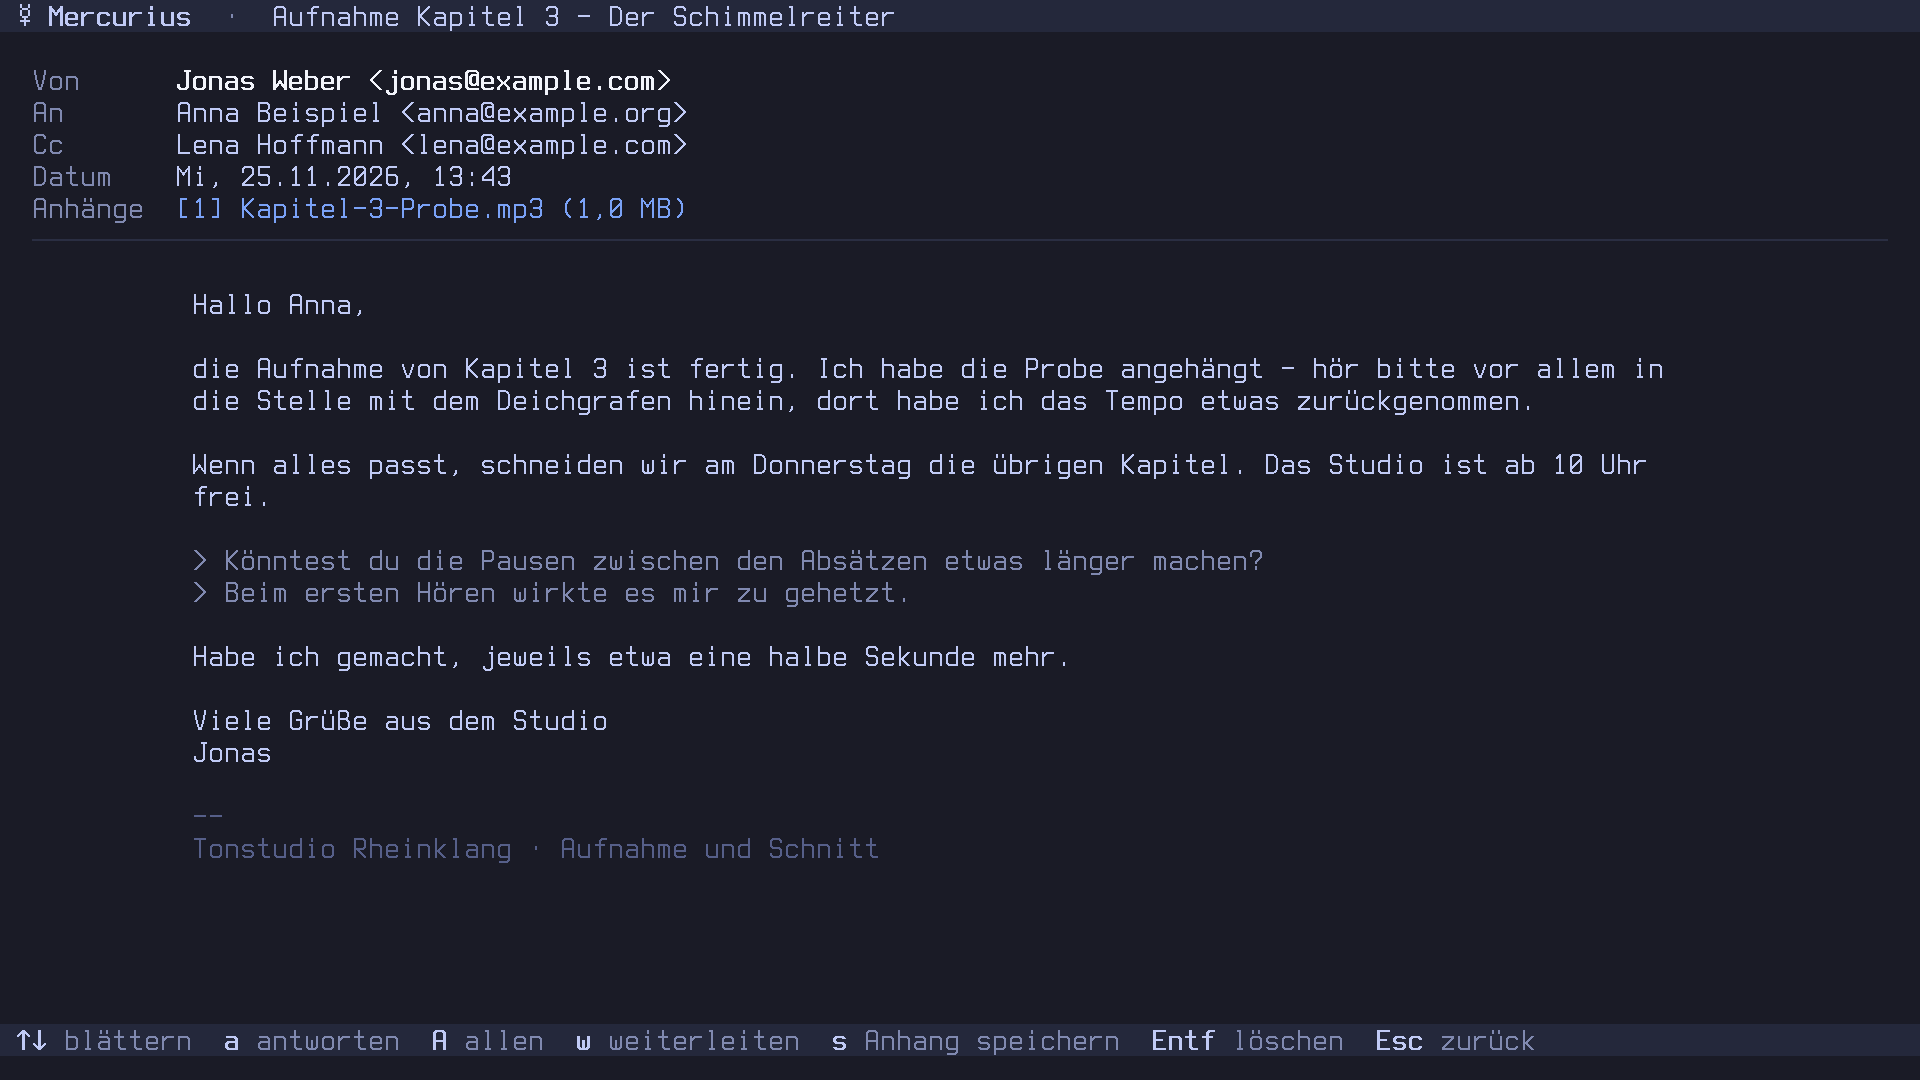 ☿ Mercurius · Aufnahme Kapitel 3 – Der Schimmelreiter
Von Jonas Weber <jonas@example.com>
An Anna Beispiel <anna@example.org>
Cc Lena Hoffmann <lena@example.com>
Datum Mi, 25.11.2026, 13:43
Anhänge [1] Kapitel-3-Probe.mp3 (1,0 MB)
Hallo Anna,
die Aufnahme von Kapitel 3 ist fertig. Ich habe die Probe angehängt – hör bitte vor allem in
die Stelle mit dem Deichgrafen hinein, dort habe ich das Tempo etwas zurückgenommen.
Wenn alles passt, schneiden wir am Donnerstag die übrigen Kapitel. Das Studio ist ab 10 Uhr
frei.
> Könntest du die Pausen zwischen den Absätzen etwas länger machen?
> Beim ersten Hören wirkte es mir zu gehetzt.
Habe ich gemacht, jeweils etwa eine halbe Sekunde mehr.
Viele Grüße aus dem Studio
Jonas
--
Tonstudio Rheinklang · Aufnahme und Schnitt
↑↓ blättern a antworten A allen w weiterleiten s Anhang speichern Entf löschen Esc zurück